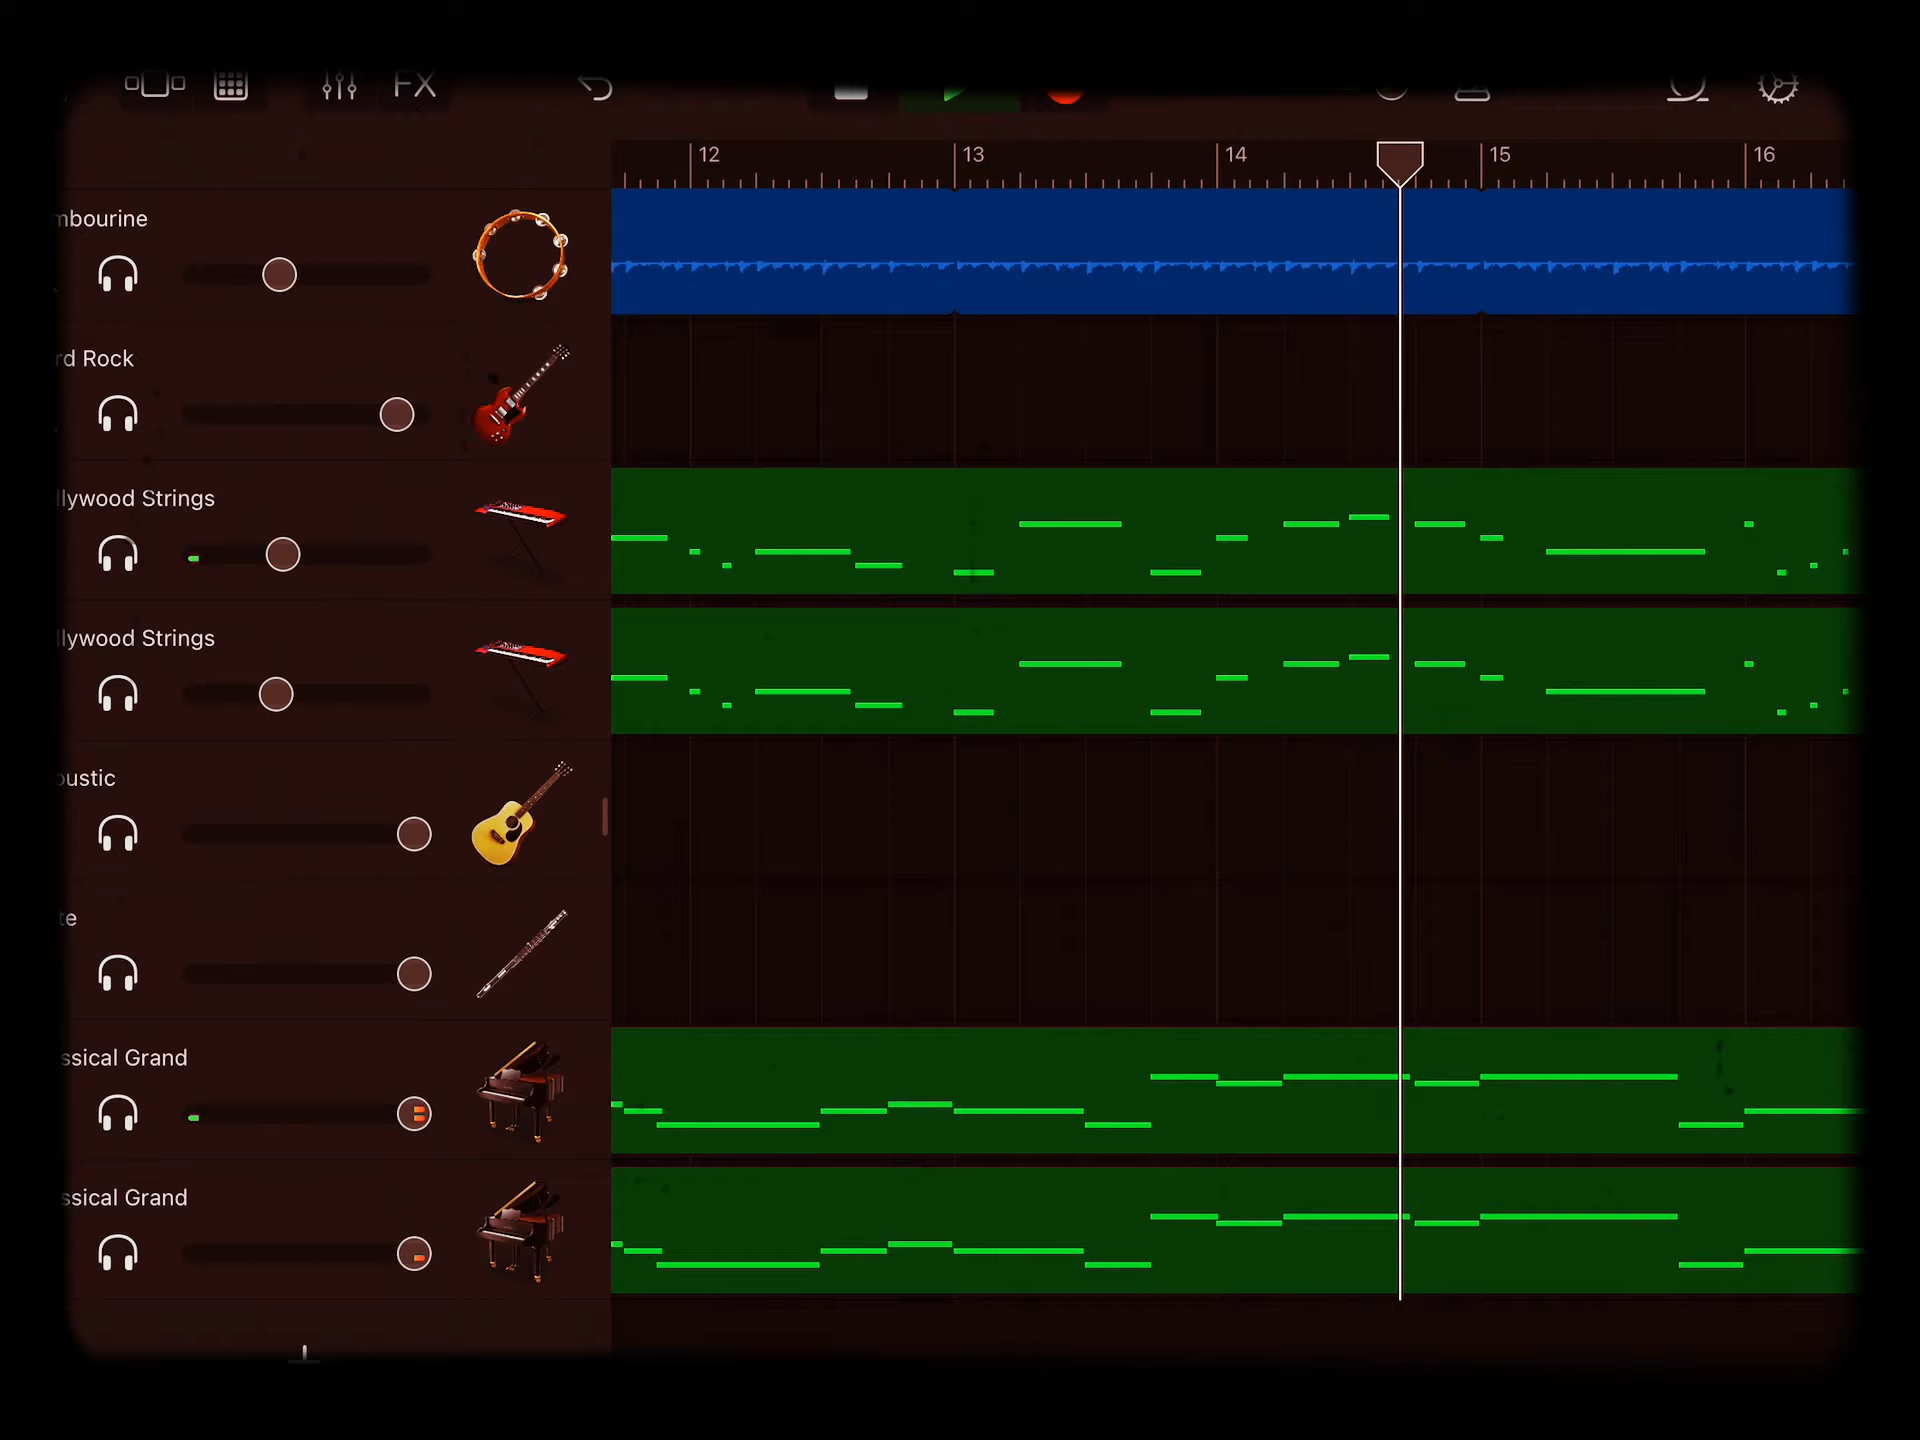 FX
12 13 14 15 16
mbourine
rd Rock
llywood Strings
llywood Strings
oustic
te
ssical Grand
ssical Grand